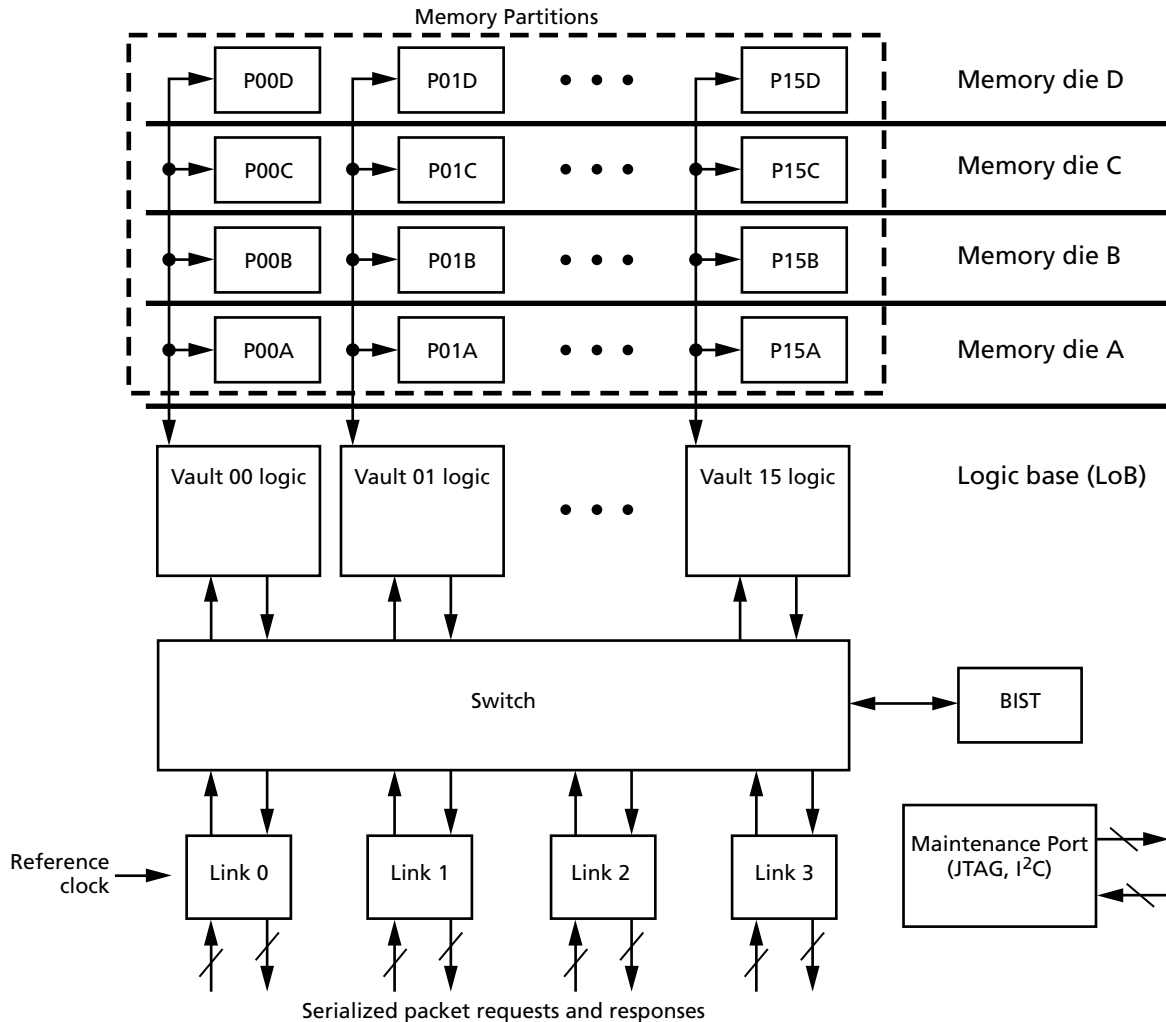 Memory Partitions
P00D
P01D
P15D
Memory die D
P00C
P01C
P15C
Memory die C
P00B
P01B
P15B
Memory die B
P00A
P01A
P15A
Memory die A
Vault 00 logic
Vault 01 logic
Vault 15 logic
Logic base (LoB)
Switch
BIST
Reference
clock
Link 0
Link 1
Link 2
Link 3
Maintenance Port
(JTAG, I²C)
Serialized packet requests and responses